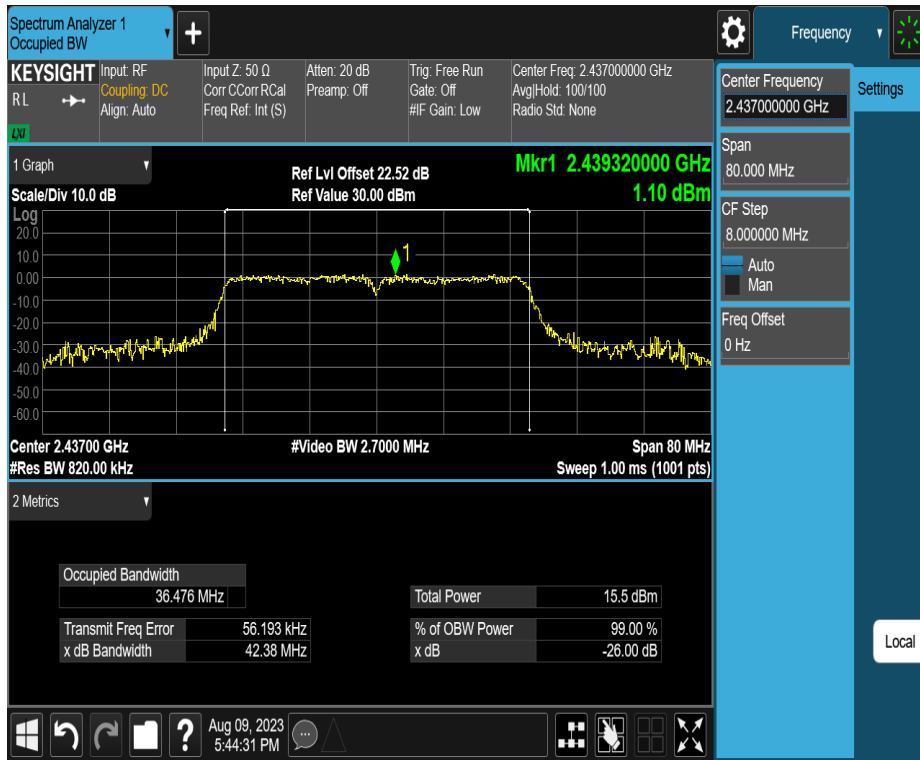 Spectrum Analyzer 1
Occupied BW
+
Frequency
KEYSIGHT
R L
LXI
Input: RF
Coupling: DC
Align: Auto
Input Z: 50 Ω
Corr CCorr RCal
Freq Ref: Int (S)
Atten: 20 dB
Preamp: Off
Trig: Free Run
Gate: Off
#IF Gain: Low
Center Freq: 2.437000000 GHz
Avg|Hold: 100/100
Radio Std: None
Center Frequency
2.437000000 GHz
Settings
Span
80.000 MHz
CF Step
8.000000 MHz
Auto
Man
Freq Offset
0 Hz
Local
1 Graph
Scale/Div 10.0 dB
Ref Lvl Offset 22.52 dB
Ref Value 30.00 dBm
Mkr1 2.439320000 GHz
1.10 dBm
Log
20.0
10.0
0.00
-10.0
-20.0
-30.0
-40.0
-50.0
-60.0
1
Center 2.43700 GHz
#Video BW 2.7000 MHz
Span 80 MHz
#Res BW 820.00 kHz
Sweep 1.00 ms (1001 pts)
2 Metrics
Occupied Bandwidth
36.476 MHz
Total Power 15.5 dBm
Transmit Freq Error 56.193 kHz
% of OBW Power 99.00 %
x dB Bandwidth 42.38 MHz
x dB -26.00 dB
?
Aug 09, 2023
5:44:31 PM